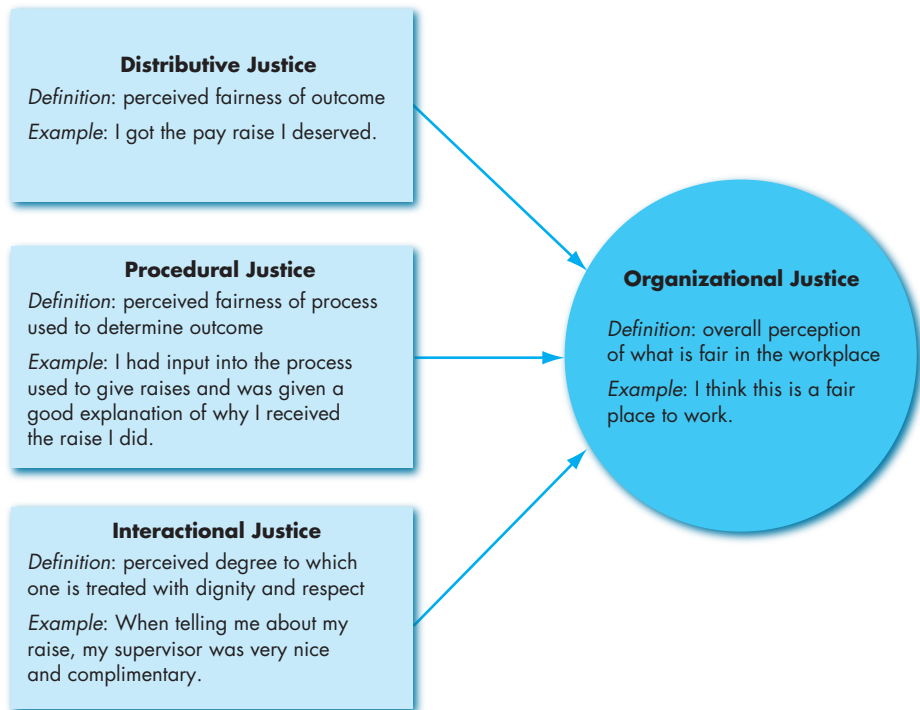 Distributive Justice
Definition: perceived fairness of outcome
Example: I got the pay raise I deserved.
Procedural Justice
Definition: perceived fairness of process
used to determine outcome
Example: I had input into the process
used to give raises and was given a
good explanation of why I received
the raise I did.
Interactional Justice
Definition: perceived degree to which
one is treated with dignity and respect
Example: When telling me about my
raise, my supervisor was very nice
and complimentary.
Organizational Justice
Definition: overall perception
of what is fair in the workplace
Example: I think this is a fair
place to work.